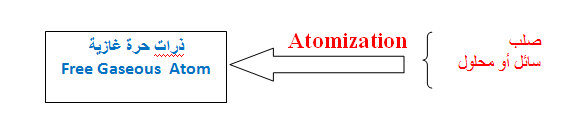 ذرات حرة غازية
Free Gaseous Atom
Atomization
صلب
سائل أو محلول